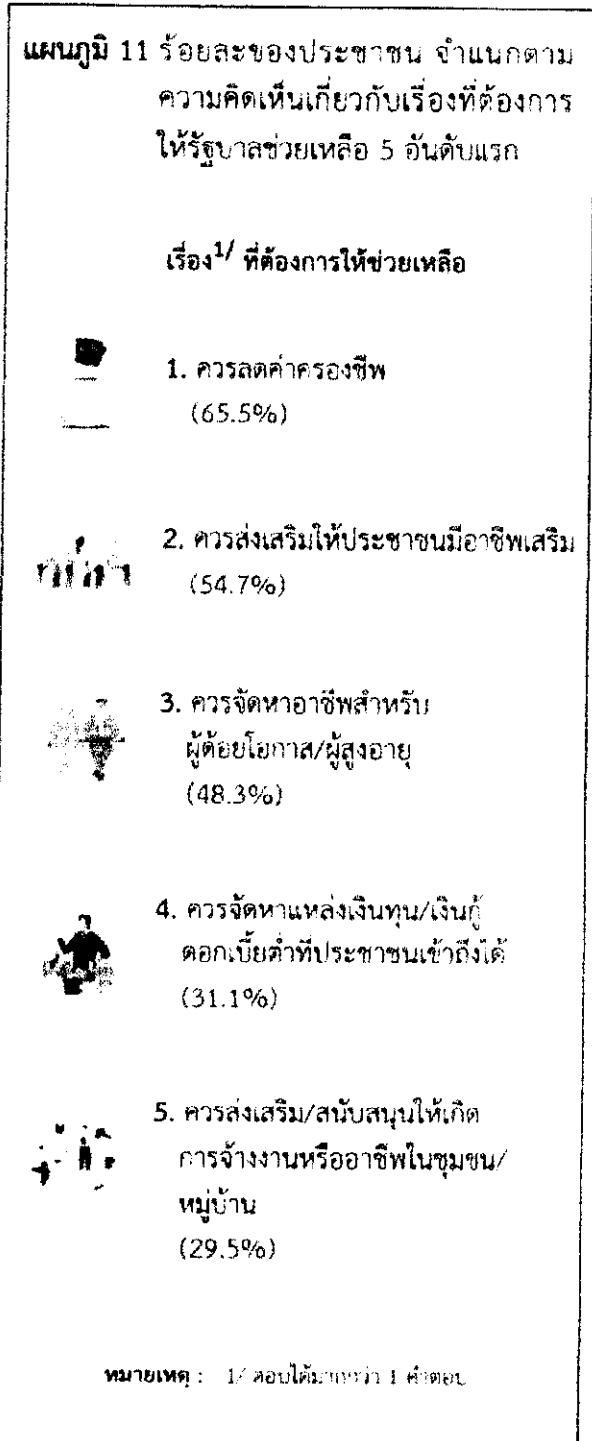 แผนภูมิ 11 ร้อยละของประชาชน จำแนกตาม
ความคิดเห็นเกี่ยวกับเรื่องที่ต้องการ
ให้รัฐบาลช่วยเหลือ 5 อันดับแรก
เรื่อง1/ ที่ต้องการให้ช่วยเหลือ
1. ควรลดค่าครองชีพ
(65.5%)
2. ควรส่งเสริมให้ประชาชนมีอาชีพเสริม
(54.7%)
3. ควรจัดหาอาชีพสำหรับ
ผู้ด้อยโอกาส/ผู้สูงอายุ
(48.3%)
4. ควรจัดหาแหล่งเงินทุน/เงินกู้
ดอกเบี้ยต่ำที่ประชาชนเข้าถึงได้
(31.1%)
5. ควรส่งเสริม/สนับสนุนให้เกิด
การจ้างงานหรืออาชีพในชุมชน/
หมู่บ้าน
(29.5%)
หมายเหตุ : 1/ ตอบได้มากกว่า 1 คำตอบ